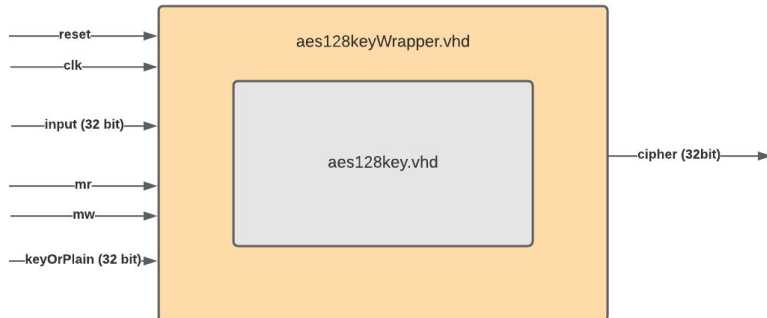 reset
aes128keyWrapper.vhd
clk
input (32 bit)
aes128key.vhd
cipher (32bit)
mr
mw
keyOrPlain (32 bit)